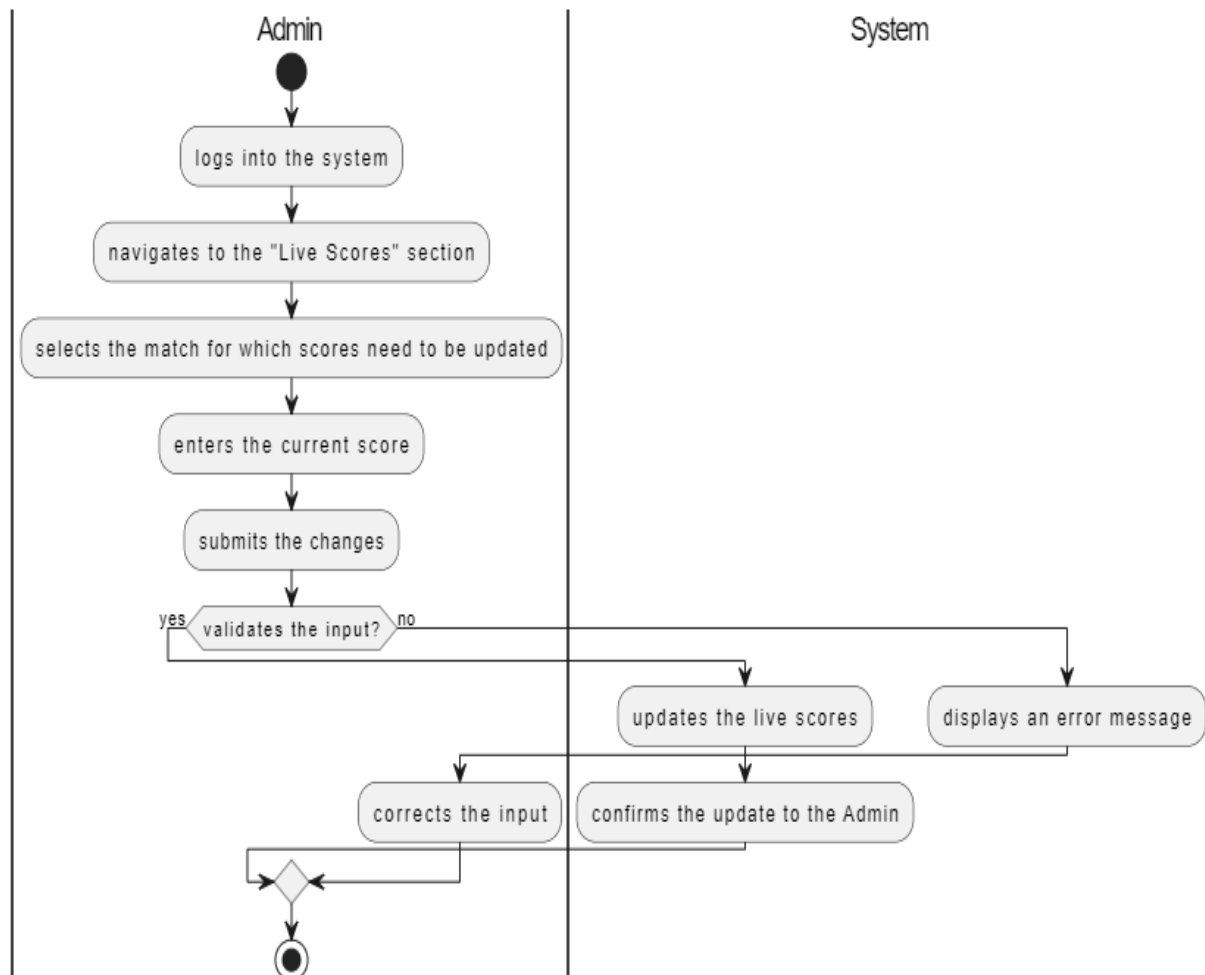 Admin
System
logs into the system
navigates to the "Live Scores" section
selects the match for which scores need to be updated
enters the current score
submits the changes
yes
validates the input?
no
updates the live scores
displays an error message
corrects the input
confirms the update to the Admin